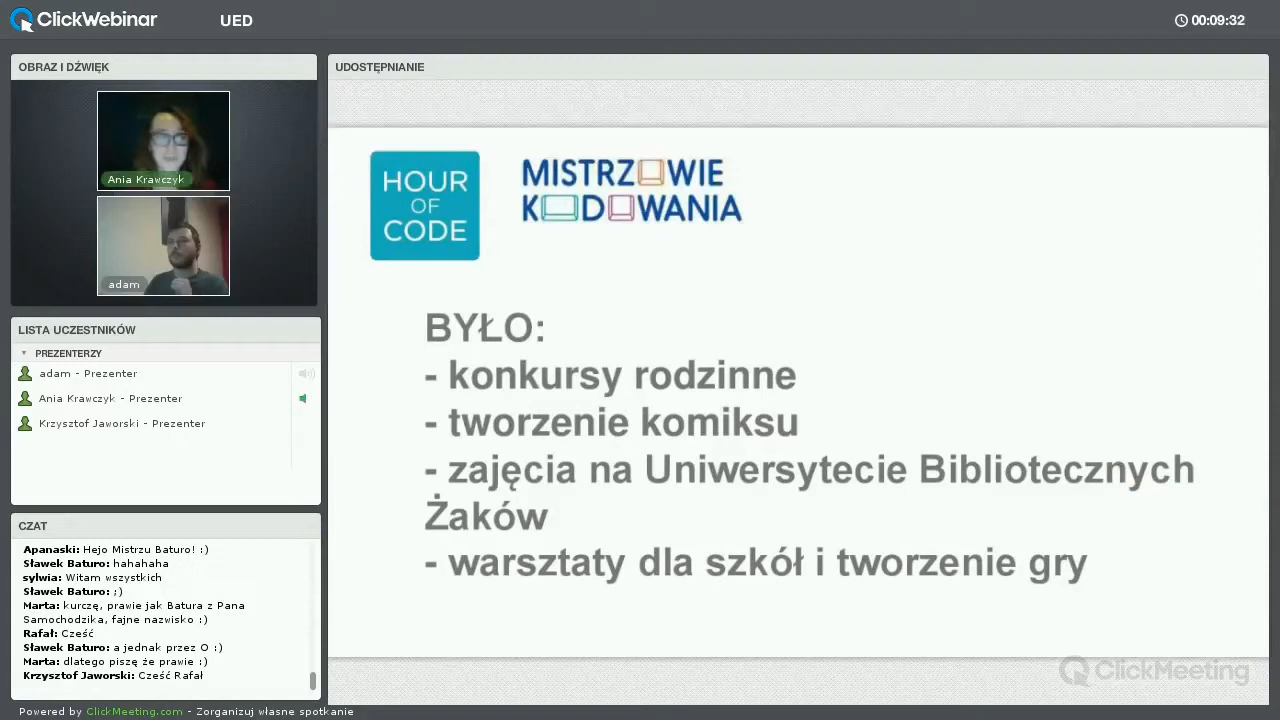 ClickWebinar
UED
00:09:32
OBRAZ I DŹWIĘK
Ania Krawczyk
adam
LISTA UCZESTNIKÓW
PREZENTERZY
adam - Prezenter
Ania Krawczyk - Prezenter
Krzysztof Jaworski - Prezenter
CZAT
Apanaski: Hejo Mistrzu Baturo! :)
Sławek Baturo: hahahaha
sylwia: Witam wszystkich
Sławek Baturo: ;)
Marta: kurczę, prawie jak Batura z Pana
Samochodzika, fajne nazwisko :)
Rafał: Cześć
Sławek Baturo: a jednak przez O :)
Marta: dlatego piszę że prawie :)
Krzysztof Jaworski: Cześć Rafał
UDOSTĘPNIANIE
HOUR
OF
CODE
MISTRZOWIE
KODOWANIA
BYŁO:
- konkursy rodzinne
- tworzenie komiksu
- zajęcia na Uniwersytecie Bibliotecznych
Żaków
- warsztaty dla szkół i tworzenie gry
ClickMeeting
Powered by ClickMeeting.com - Zorganizuj własne spotkanie